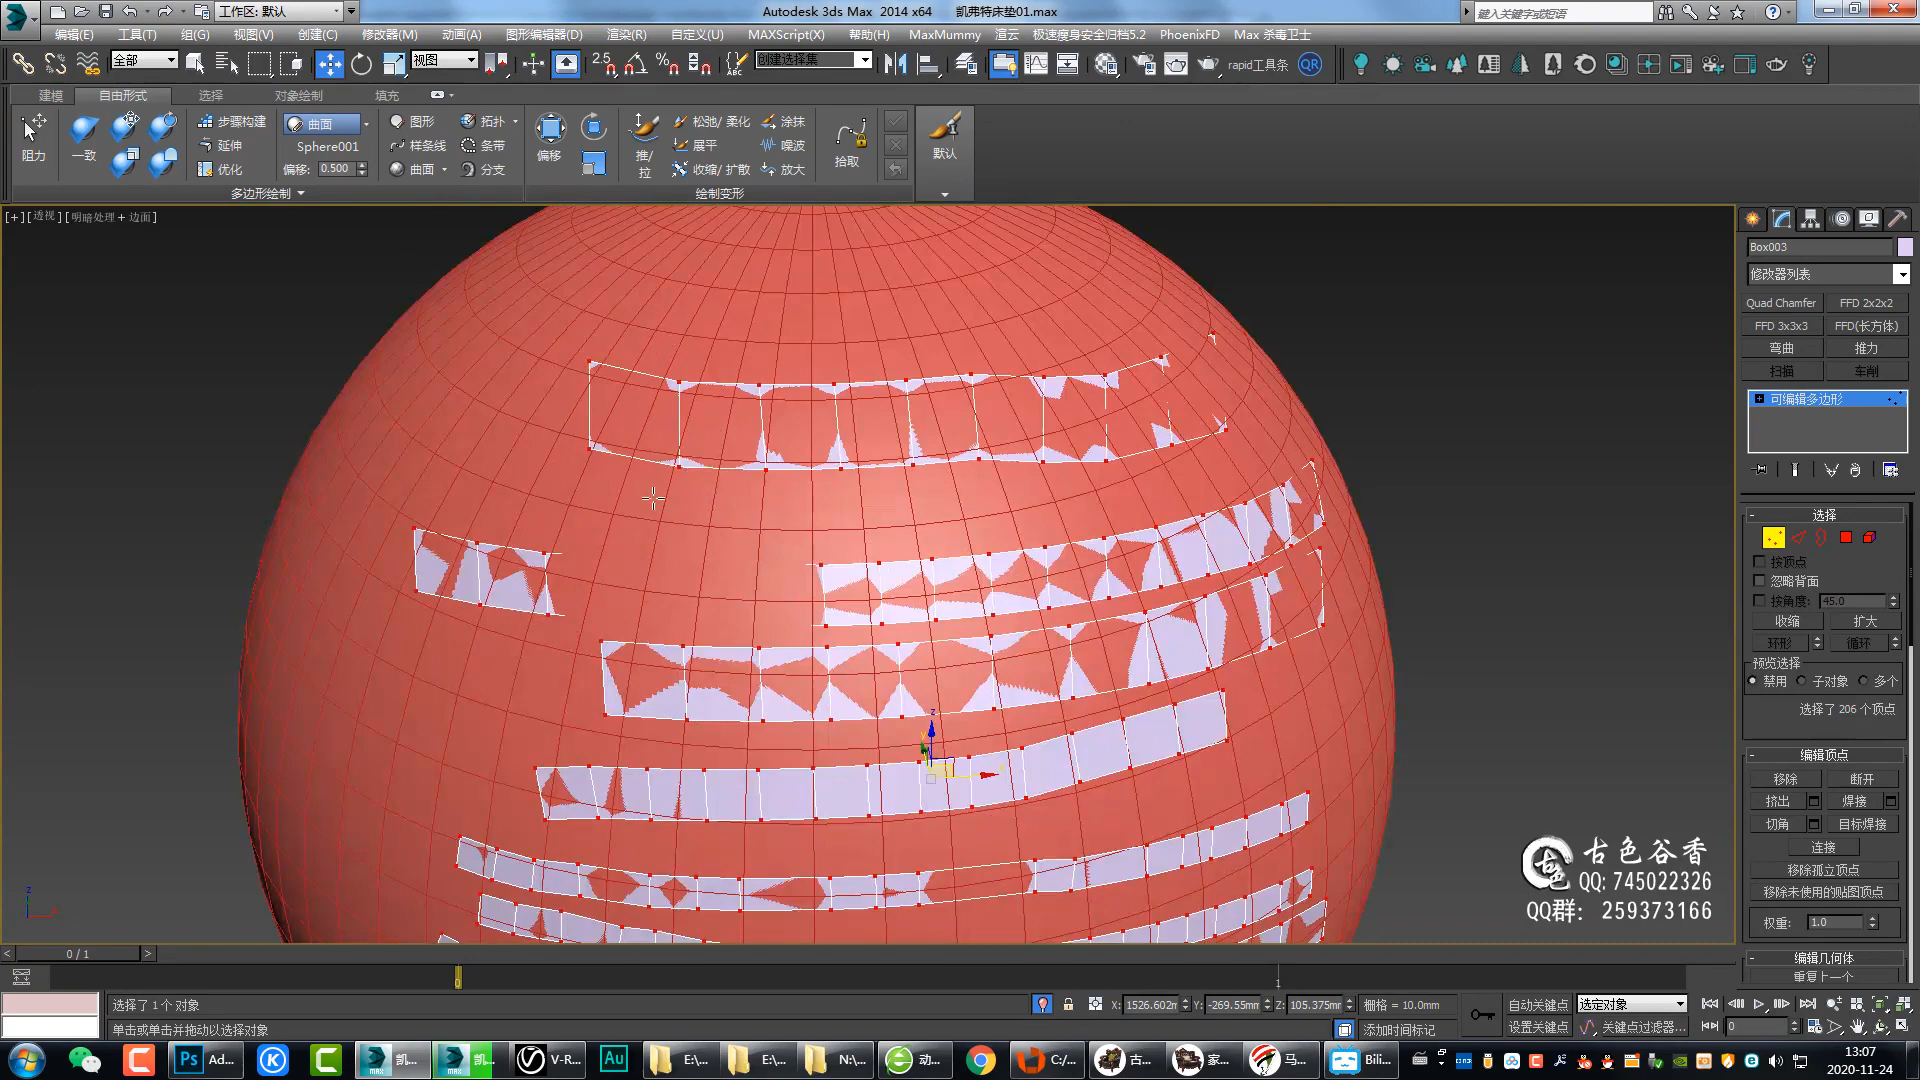 工作区: 默认
Autodesk 3ds Max 2014 x64 凯弗特床垫01.max
键入关键字或短语
编辑(E) 工具(T) 组(G) 视图(V) 创建(C) 修改器(M) 动画(A) 图形编辑器(D) 渲染(R) 自定义(U) MAXScript(X) 帮助(H) MaxMummy 渲云 极速瘦身安全归档5.2 PhoenixFD Max 杀毒卫士
全部 视图 2.5 创建选择集 rapid工具条 QR
建模 自由形式 选择 对象绘制 填充
阻力 一致 步骤构建 延伸 优化
曲面 Sphere001 偏移: 0.500
图形 样条线 曲面 拓扑 条带 分支
多边形绘制
偏移 推/拉 松弛/ 柔化 展平 收缩/ 扩散 涂抹 噪波 放大
绘制变形
拾取 默认
[+][透视][明暗处理+边面]
Box003
修改器列表
Quad Chamfer FFD 2x2x2
FFD 3x3x3 FFD(长方体)
弯曲 推力
扫描 车削
可编辑多边形
选择
按顶点
忽略背面
按角度: 45.0
收缩 扩大
环形 循环
预览选择
禁用 子对象 多个
选择了 206 个顶点
编辑顶点
移除 断开
挤出 焊接
切角 目标焊接
连接
移除孤立顶点
移除未使用的贴图顶点
权重: 1.0
编辑几何体
重复上一个
古色谷香
QQ: 745022326
QQ群: 259373166
z
0 / 1
0 1
选择了 1 个 对象
X: 1526.602m Y: -269.55mm Z: 105.375mm 栅格 = 10.0mm
自动关键点 选定对象
单击或单击并拖动以选择对象
添加时间标记
设置关键点 关键点过滤器... 0
Ps Ad... 凯... 凯... V-R... Au E:\... E:\... N:\... 动... C:/... 古... 家... 马... Bili...
13:07
2020-11-24